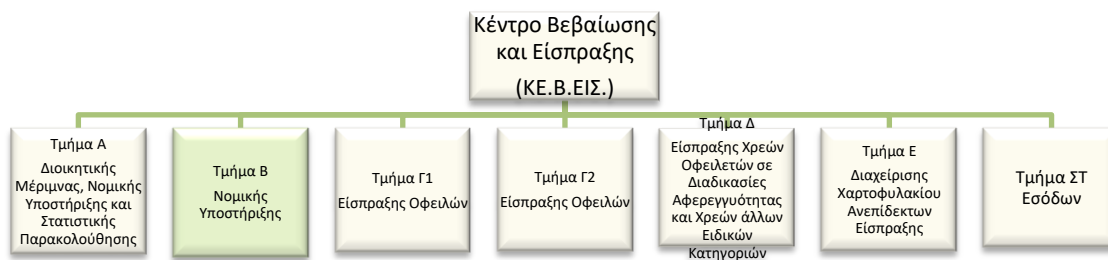 Κέντρο Βεβαίωσης
και Είσπραξης
(ΚΕ.Β.ΕΙΣ.)
Τμήμα Α
Διοικητικής
Μέριμνας, Νομικής
Υποστήριξης και
Στατιστικής
Παρακολούθησης
Τμήμα Β
Νομικής
Υποστήριξης
Τμήμα Γ1
Είσπραξης Οφειλών
Τμήμα Γ2
Είσπραξης Οφειλών
Τμήμα Δ
Είσπραξης Χρεών
Οφειλετών σε
Διαδικασίες
Αφερεγγυότητας
και Χρεών άλλων
Ειδικών
Κατηγοριών
Τμήμα Ε
Διαχείρισης
Χαρτοφυλακίου
Ανεπίδεκτων
Είσπραξης
Τμήμα ΣΤ
Εσόδων